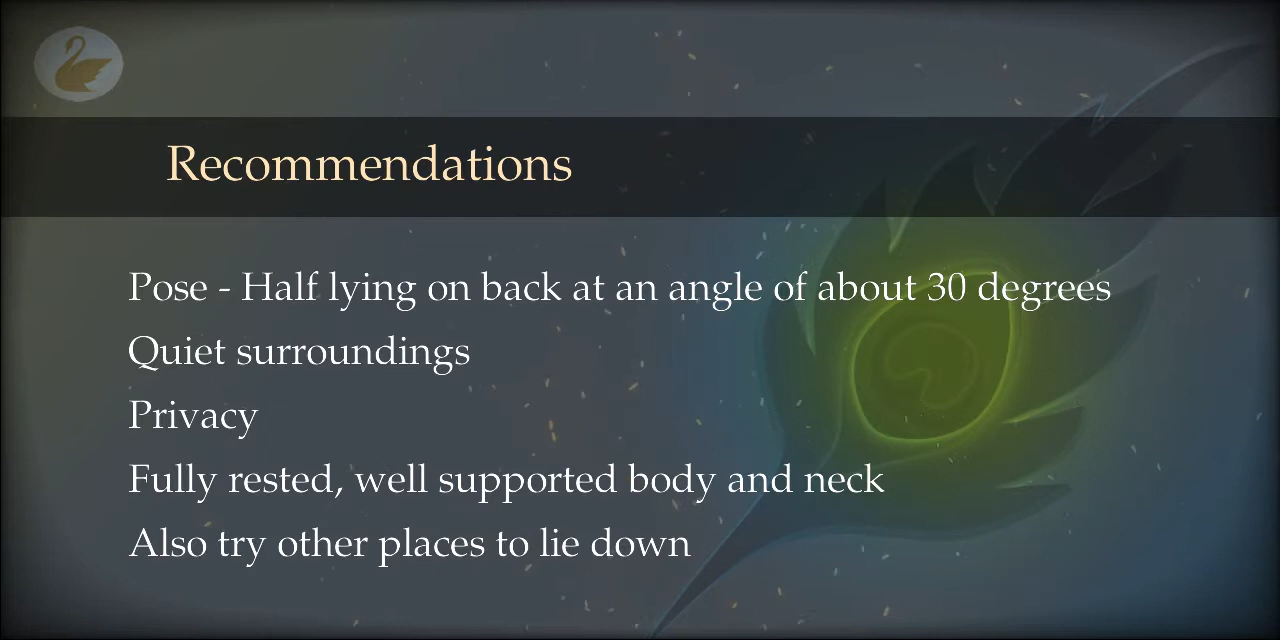 Recommendations
Pose - Half lying on back at an angle of about 30 degrees
Quiet surroundings
Privacy
Fully rested, well supported body and neck
Also try other places to lie down